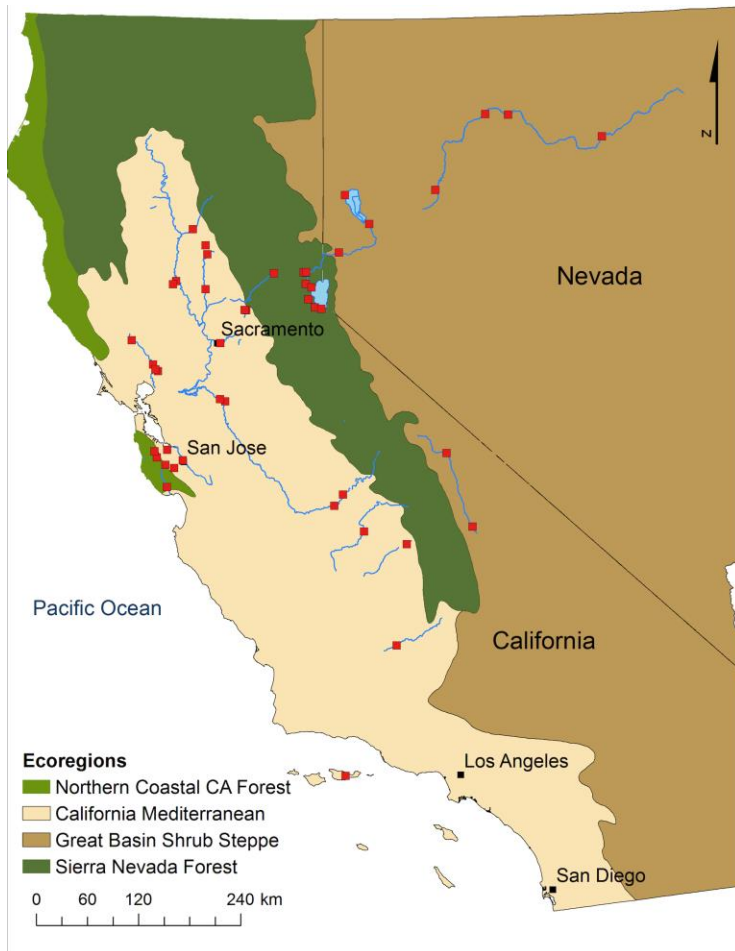 N
Nevada
Sacramento
San Jose
Pacific Ocean
California
Ecoregions
Los Angeles
Northern Coastal CA Forest
California Mediterranean
Great Basin Shrub Steppe
Sierra Nevada Forest
San Diego
0 60 120 240 km